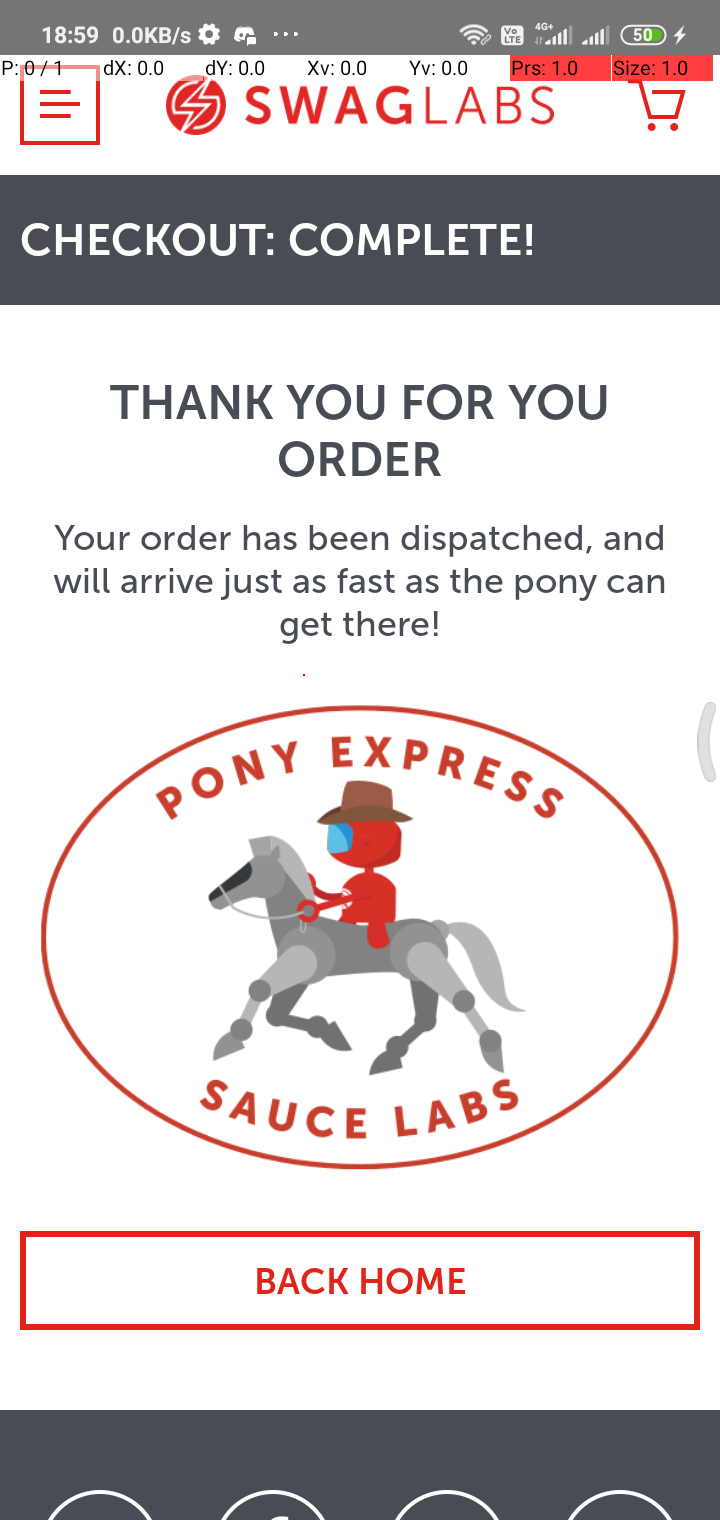 18:59 0.0KB/s
Vo LTE 4G+ 50
P: 0 / 1 dX: 0.0 dY: 0.0 Xv: 0.0 Yv: 0.0 Prs: 1.0 Size: 1.0
SWAGLABS
CHECKOUT: COMPLETE!
THANK YOU FOR YOU
ORDER
Your order has been dispatched, and
will arrive just as fast as the pony can
get there!
PONY EXPRESS
SAUCE LABS
BACK HOME